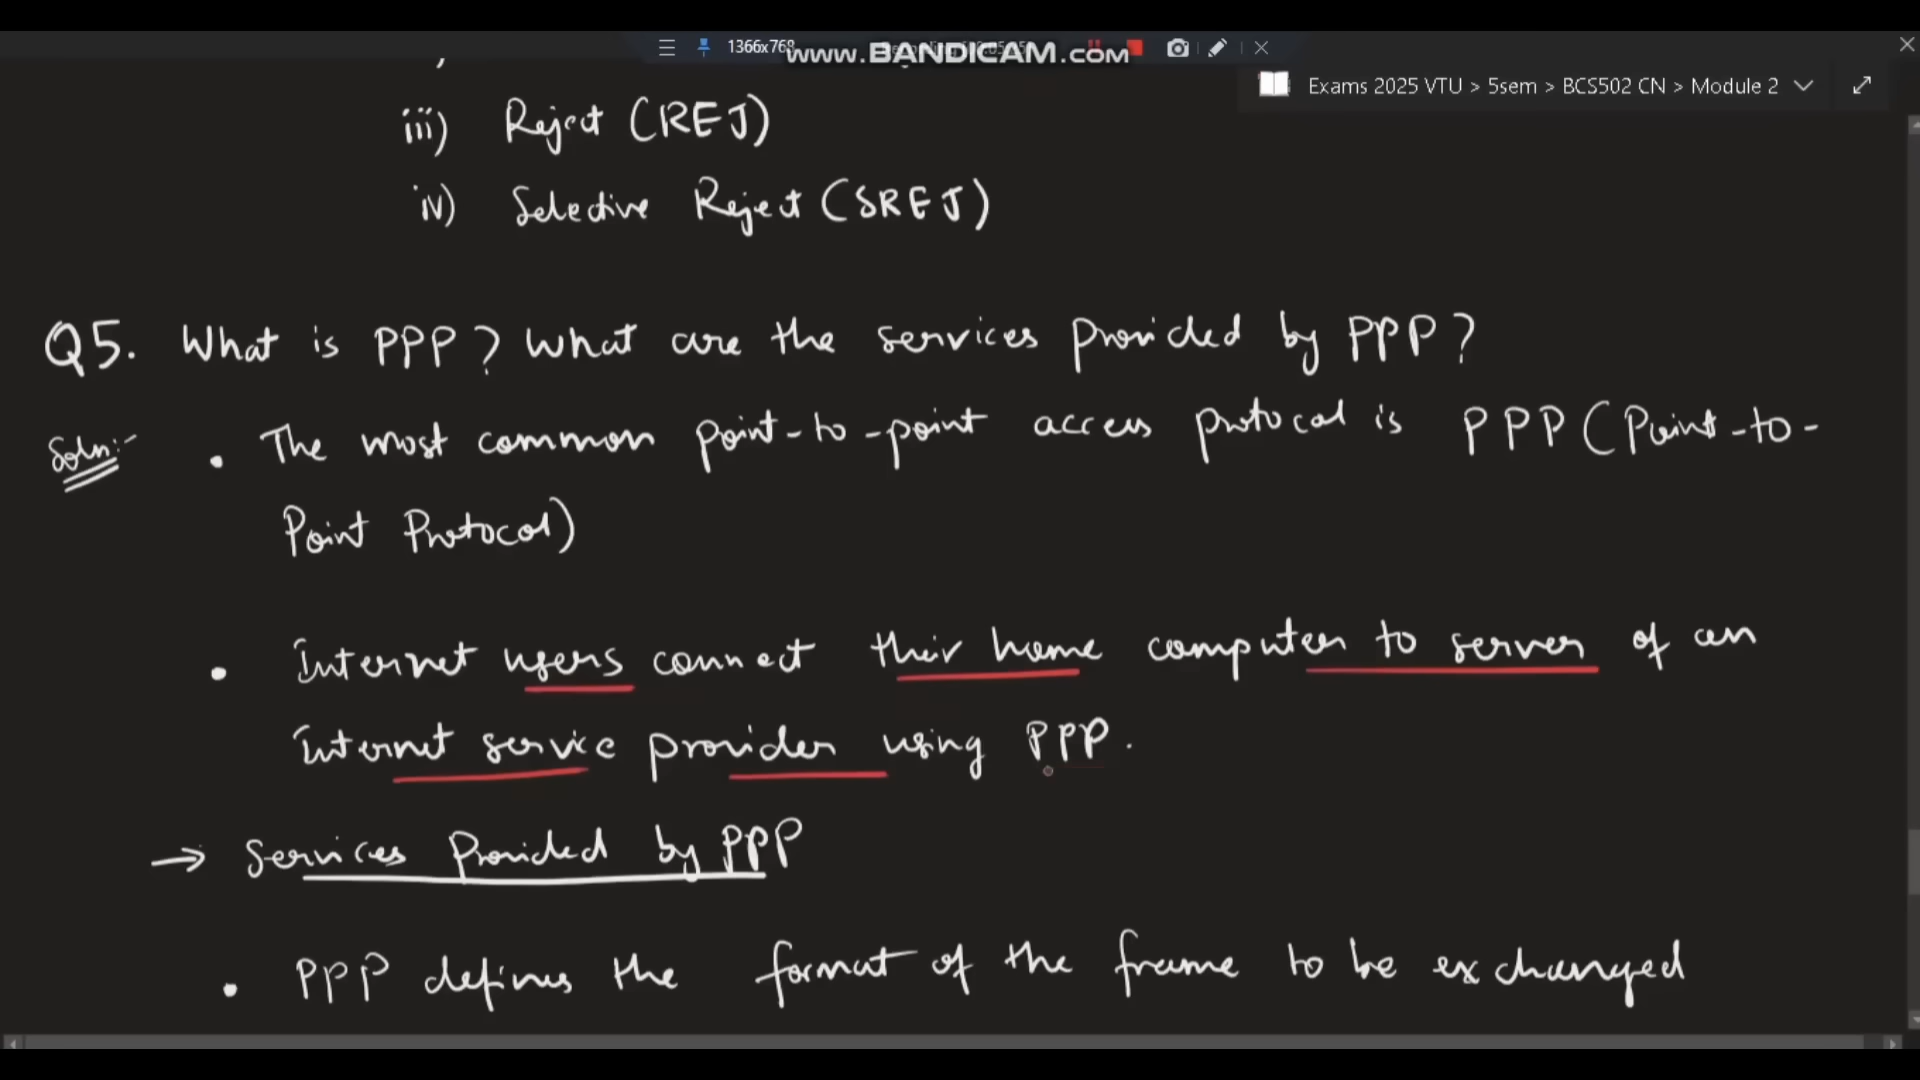 1366x768
www.BANDICAM.com
Exams 2025 VTU > 5sem > BCS502 CN > Module 2
iii) Reject (REJ)
iv) Selective Reject (SREJ)
Q5. What is PPP? What are the services provided by PPP?
Soln:-
• The most common point-to-point access protocol is PPP (Point-to-
Point Protocol)
• Internet users connect their home computer to server of an
Internet service provider using PPP.
→ Services Provided by PPP
• PPP defines the format of the frame to be exchanged